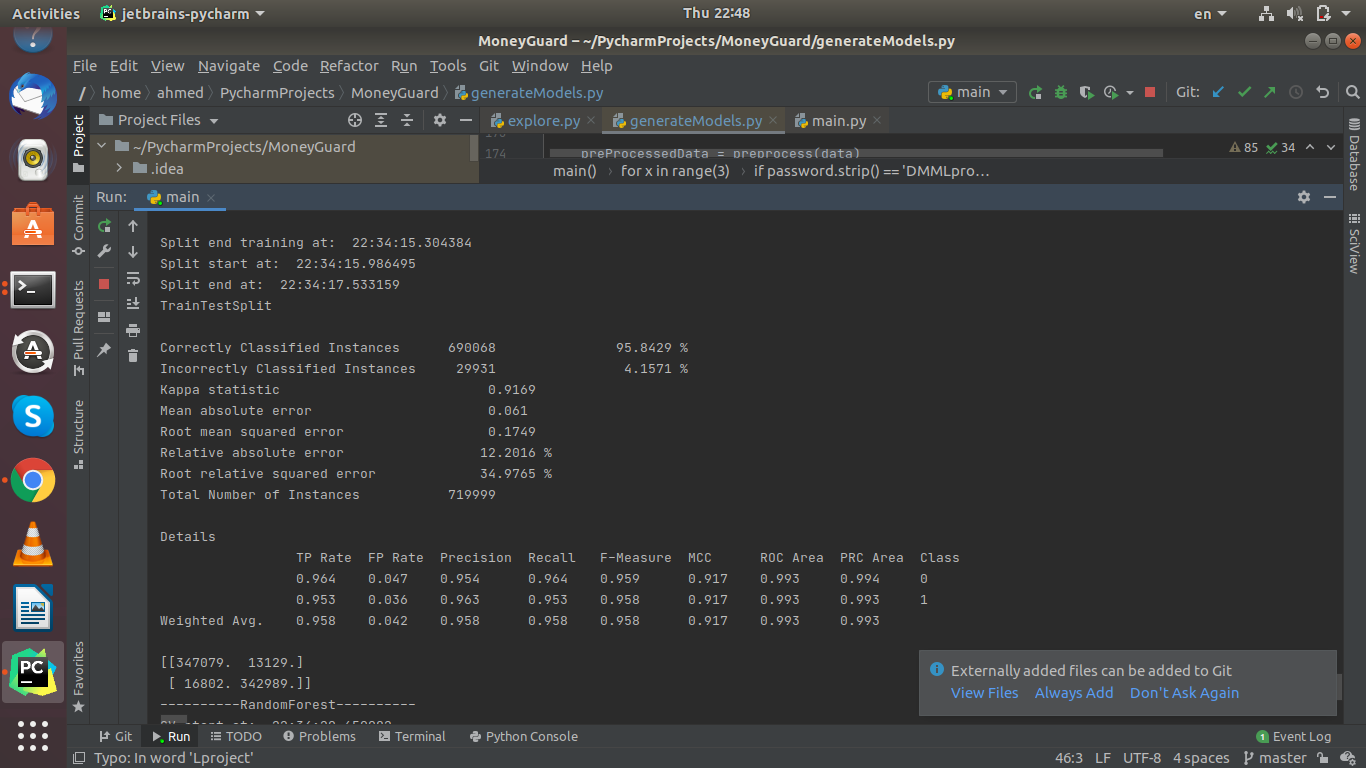 Activities jetbrains-pycharm Thu 22:48 en
MoneyGuard – ~/PycharmProjects/MoneyGuard/generateModels.py
File Edit View Navigate Code Refactor Run Tools Git Window Help
/ home ahmed PycharmProjects MoneyGuard generateModels.py main Git:
Project Project Files explore.py generateModels.py main.py
~/PycharmProjects/MoneyGuard 174 preProcessedData = preprocess(data) 85 34
.idea main() for x in range(3) if password.strip() == 'DMMLpro…
Run: main
Database
Commit
SciView
Pull Requests
Structure
Favorites
Split end training at: 22:34:15.304384
Split start at: 22:34:15.986495
Split end at: 22:34:17.533159
TrainTestSplit
Correctly Classified Instances 690068 95.8429 %
Incorrectly Classified Instances 29931 4.1571 %
Kappa statistic 0.9169
Mean absolute error 0.061
Root mean squared error 0.1749
Relative absolute error 12.2016 %
Root relative squared error 34.9765 %
Total Number of Instances 719999
Details
TP Rate FP Rate Precision Recall F-Measure MCC ROC Area PRC Area Class
0.964 0.047 0.954 0.964 0.959 0.917 0.993 0.994 0
0.953 0.036 0.963 0.953 0.958 0.917 0.993 0.993 1
Weighted Avg. 0.958 0.042 0.958 0.958 0.958 0.917 0.993 0.993
[[347079. 13129.]
[ 16802. 342989.]]
----------RandomForest----------
Externally added files can be added to Git
View Files Always Add Don't Ask Again
Git Run TODO Problems Terminal Python Console 1 Event Log
Typo: In word 'Lproject' 46:3 LF UTF-8 4 spaces master